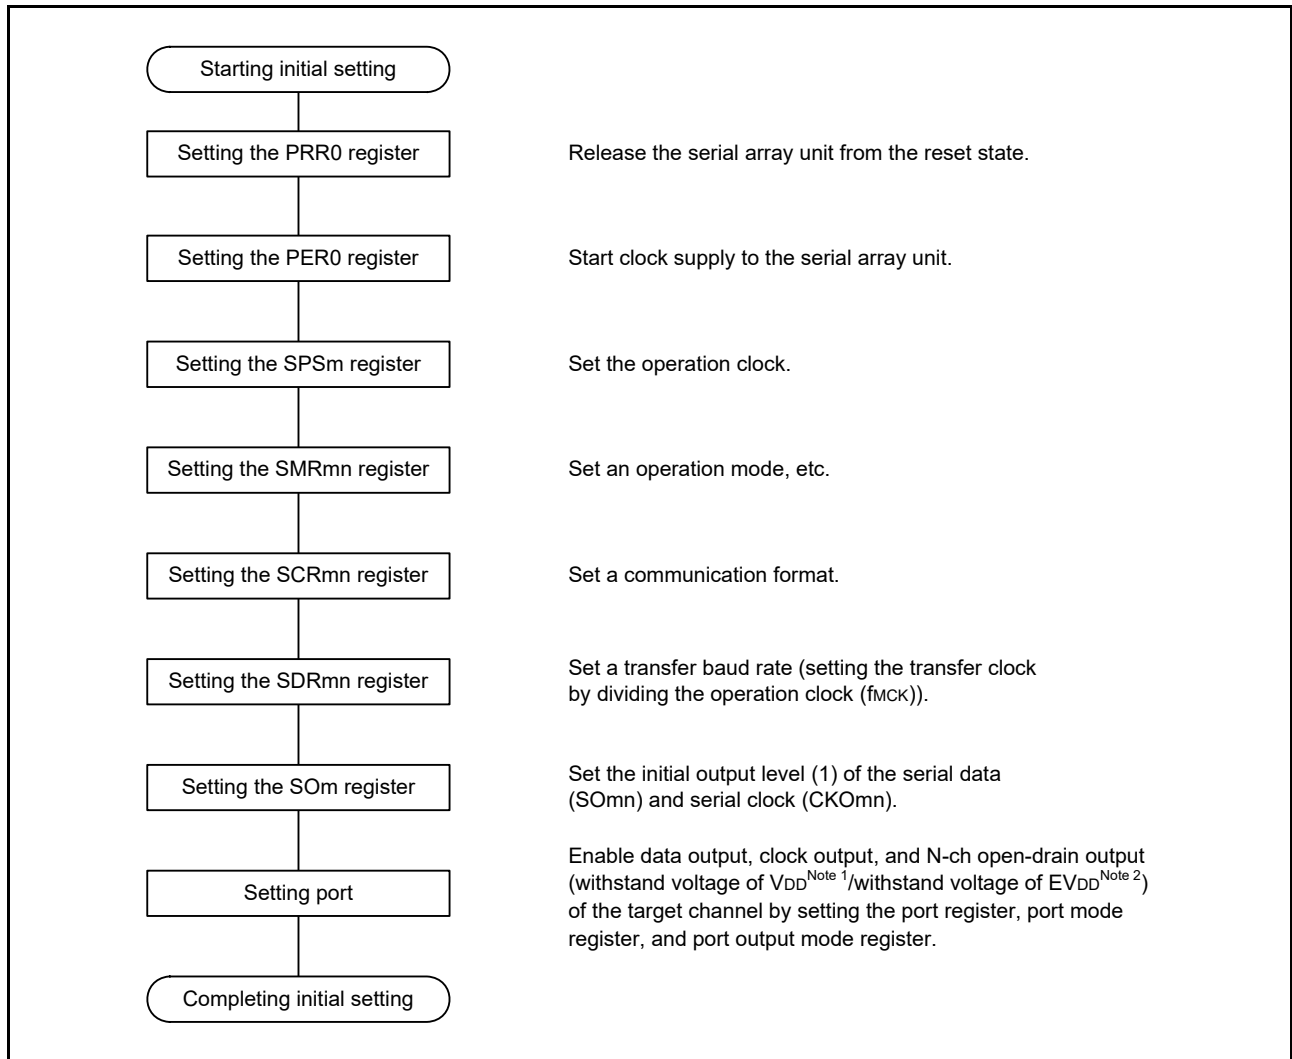 Starting initial setting
Setting the PRR0 register
Release the serial array unit from the reset state.
Setting the PER0 register
Start clock supply to the serial array unit.
Setting the SPSm register
Set the operation clock.
Setting the SMRmn register
Set an operation mode, etc.
Setting the SCRmn register
Set a communication format.
Setting the SDRmn register
Set a transfer baud rate (setting the transfer clock
by dividing the operation clock (fMCK)).
Setting the SOm register
Set the initial output level (1) of the serial data
(SOmn) and serial clock (CKOmn).
Setting port
Enable data output, clock output, and N-ch open-drain output
(withstand voltage of VDD Note 1/withstand voltage of EVDD Note 2)
of the target channel by setting the port register, port mode
register, and port output mode register.
Completing initial setting